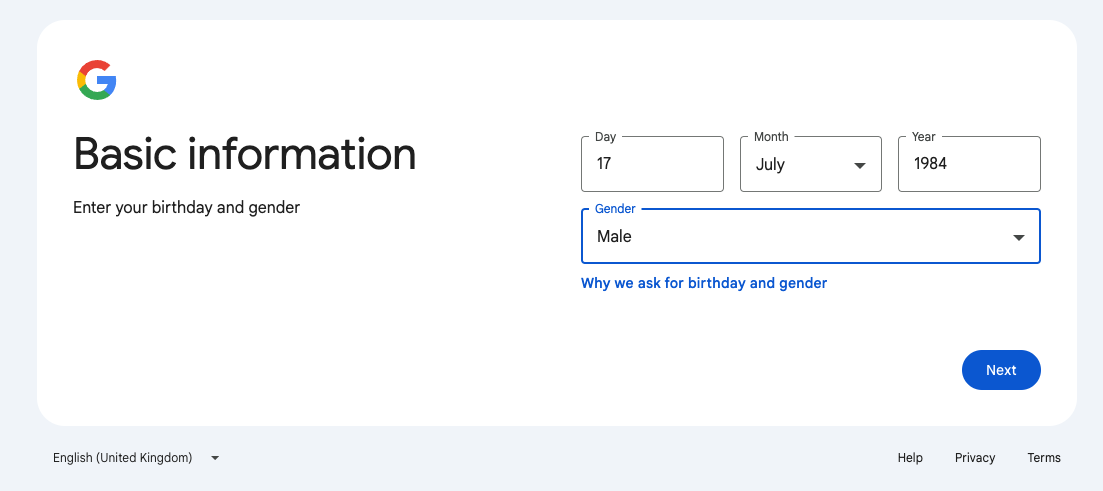 Basic information
Enter your birthday and gender
Day
17
Month
July
Year
1984
Gender
Male
Why we ask for birthday and gender
Next
English (United Kingdom)
Help
Privacy
Terms